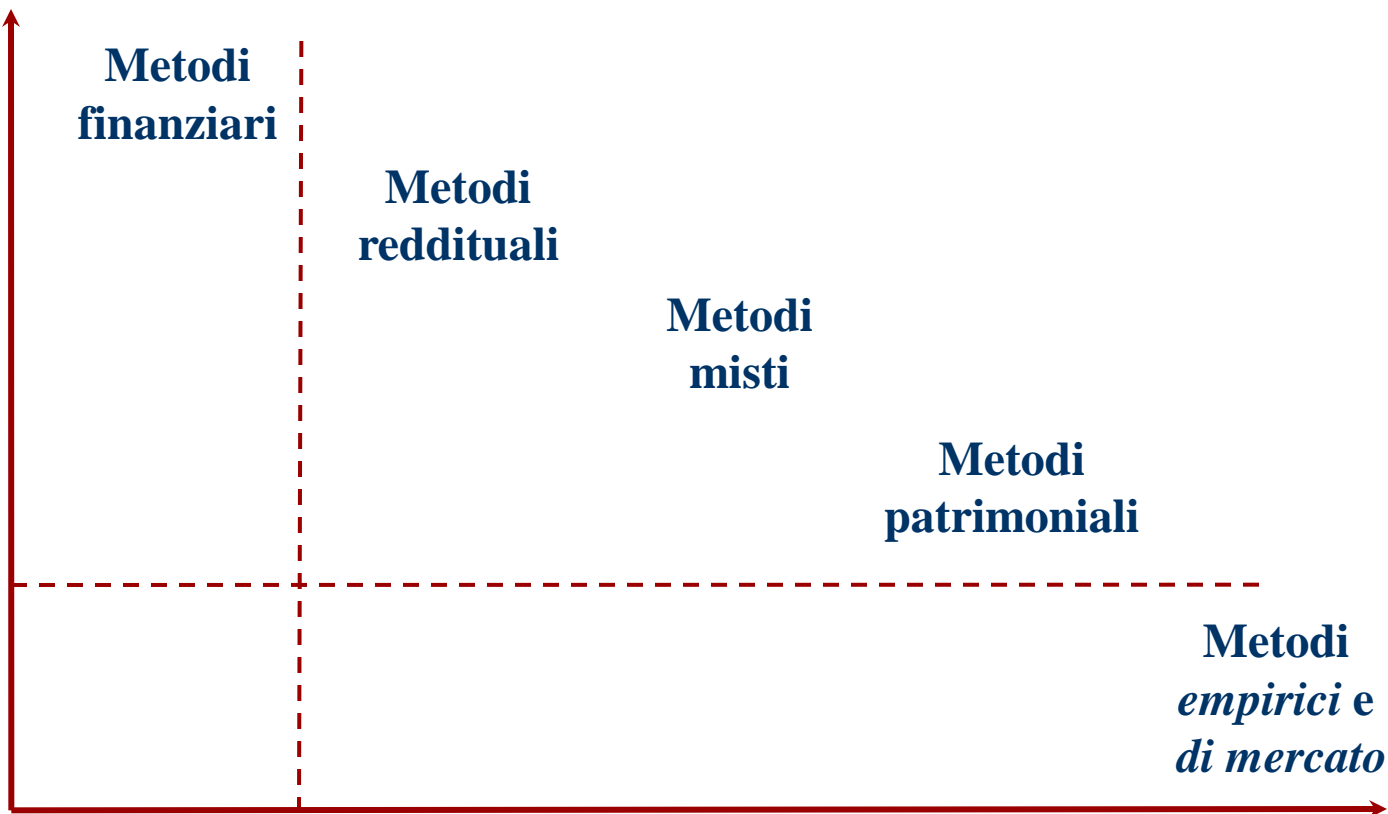 Metodi
finanziari
Metodi
reddituali
Metodi
misti
Metodi
patrimoniali
Metodi
empirici e
di mercato